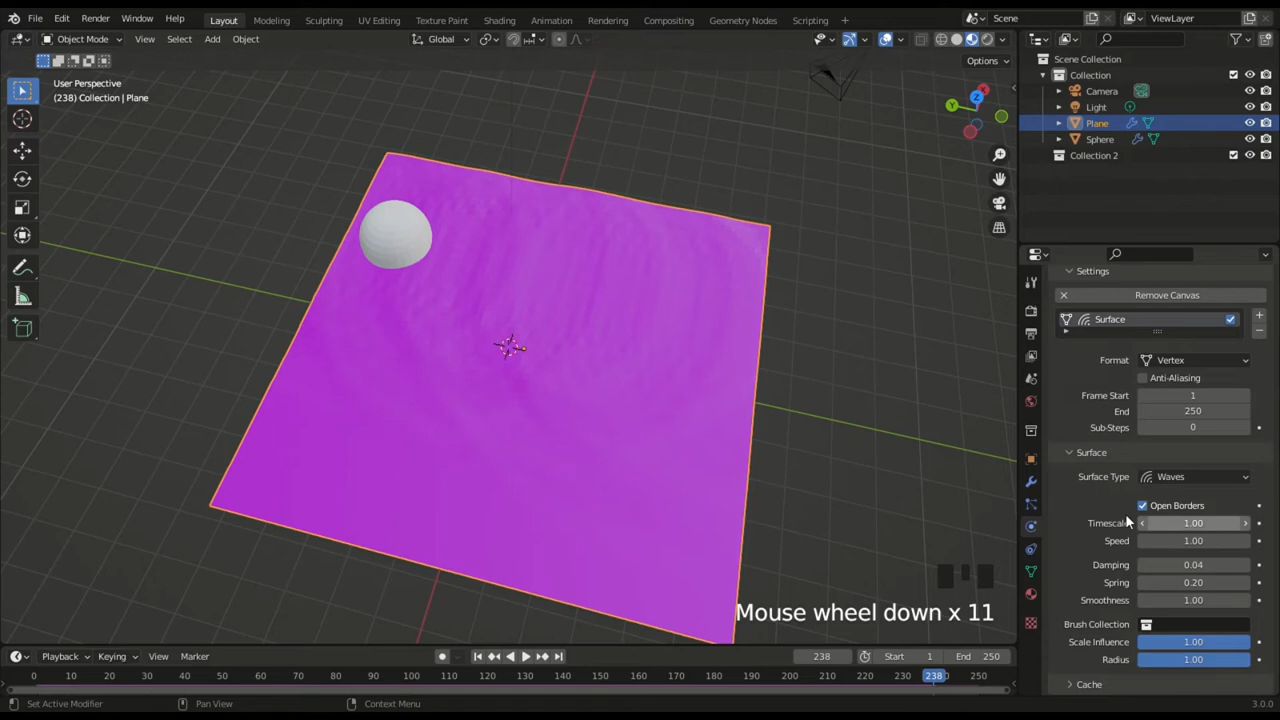 File Edit Render Window Help Layout Modeling Sculpting UV Editing Texture Paint Shading Animation Rendering Compositing Geometry Nodes Scripting + Scene ViewLayer
Object Mode View Select Add Object Global
Options
User Perspective
(238) Collection | Plane
Z
Y
X
Scene Collection
Collection
Camera
Light
Plane
Sphere
Collection 2
Settings
Remove Canvas
Surface
Format Vertex
Anti-Aliasing
Frame Start 1
End 250
Sub-Steps 0
Surface
Surface Type Waves
Open Borders
Timescale 1.00
Speed 1.00
Damping 0.04
Spring 0.20
Smoothness 1.00
Brush Collection
Scale Influence 1.00
Radius 1.00
Cache
Mouse wheel down x 11
Playback Keying View Marker 238 Start 1 End 250
0 10 20 30 40 50 60 70 80 90 100 110 120 130 140 150 160 170 180 190 200 210 220 230 238 250
Set Active Modifier Pan View Context Menu 3.0.0